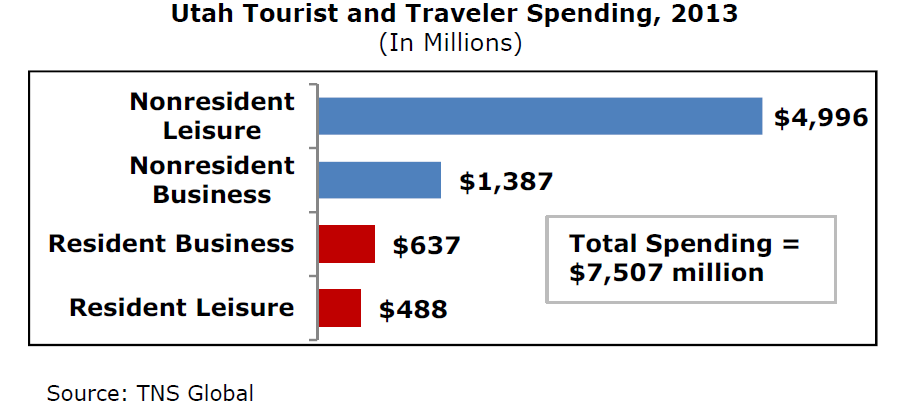 Utah Tourist and Traveler Spending, 2013
(In Millions)
Nonresident
Leisure
$4,996
Nonresident
Business
$1,387
Resident Business
$637
Resident Leisure
$488
Total Spending =
$7,507 million
Source: TNS Global